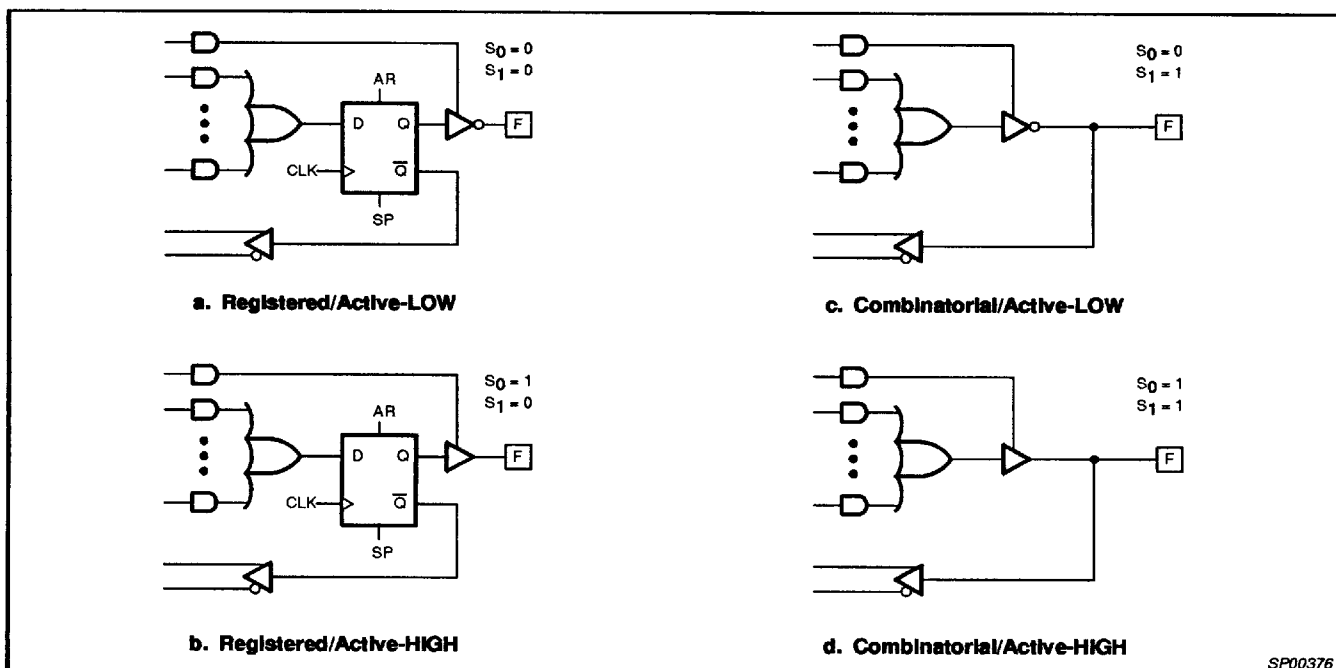 S0 = 0
S1 = 0
AR
D Q F
CLK Q̅
SP
a. Registered/Active-LOW
S0 = 0
S1 = 1
F
c. Combinatorial/Active-LOW
S0 = 1
S1 = 0
AR
D Q F
CLK Q̅
SP
b. Registered/Active-HIGH
S0 = 1
S1 = 1
F
d. Combinatorial/Active-HIGH
SP00376